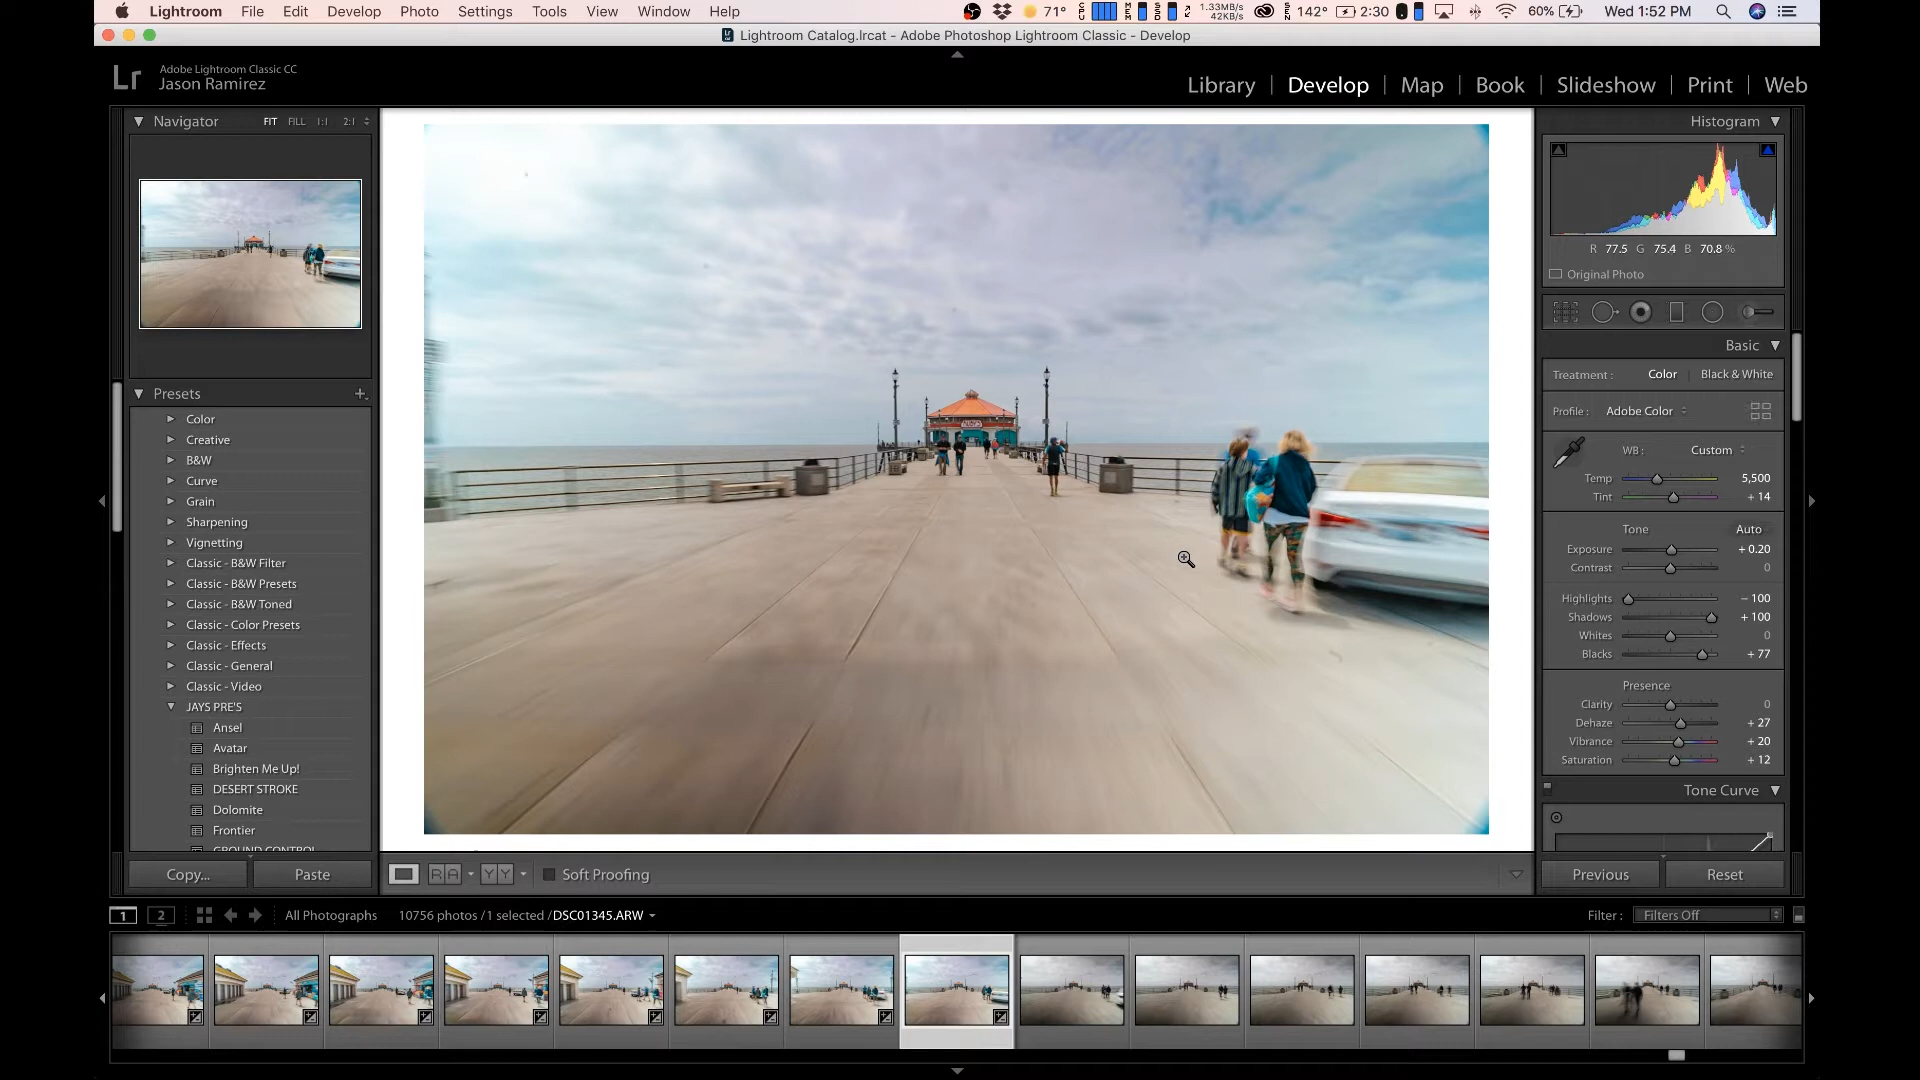 Lightroom File Edit Develop Photo Settings Tools View Window Help 71° 1.33MB/s 42KB/s 142° 2:30 60% Wed 1:52 PM
Lightroom Catalog.lrcat - Adobe Photoshop Lightroom Classic - Develop
Lr Adobe Lightroom Classic CC
Jason Ramirez
Library | Develop | Map | Book | Slideshow | Print | Web
Navigator FIT FILL 1:1 2:1
Presets
Color
Creative
B&W
Curve
Grain
Sharpening
Vignetting
Classic - B&W Filter
Classic - B&W Presets
Classic - B&W Toned
Classic - Color Presets
Classic - Effects
Classic - General
Classic - Video
JAYS PRE'S
Ansel
Avatar
Brighten Me Up!
DESERT STROKE
Dolomite
Frontier
GROUND CONTROL
Copy... Paste
Soft Proofing
Histogram
R 77.5 G 75.4 B 70.8 %
Original Photo
Basic
Treatment : Color | Black & White
Profile : Adobe Color
WB : Custom
Temp 5,500
Tint + 14
Tone Auto
Exposure + 0.20
Contrast 0
Highlights − 100
Shadows + 100
Whites 0
Blacks + 77
Presence
Clarity 0
Dehaze + 27
Vibrance + 20
Saturation + 12
Tone Curve
Previous Reset
1 2 All Photographs 10756 photos /1 selected /DSC01345.ARW Filter : Filters Off